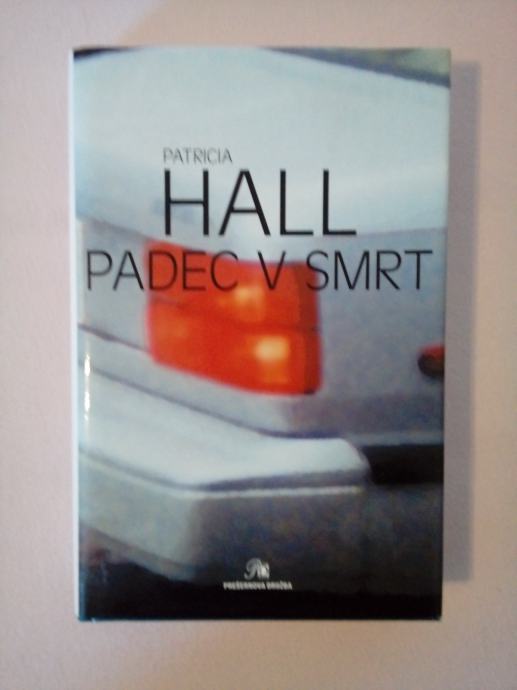 PATRICIA
HALL
PADEC V SMRT
PREŠERNOVA DRUŽBA